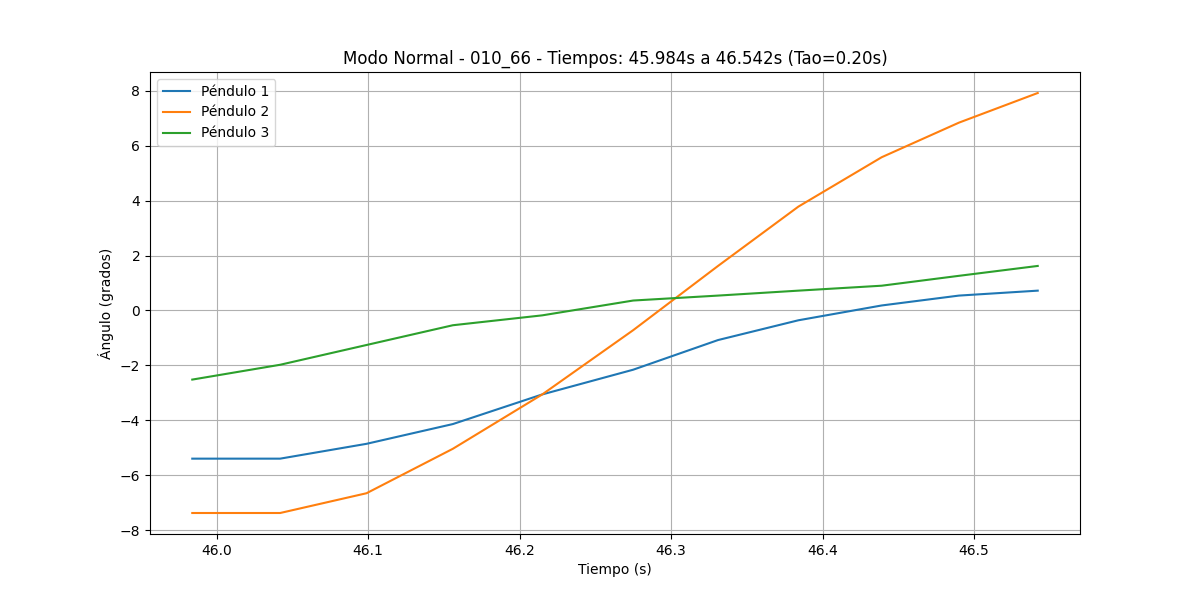 Modo Normal - 010_66 - Tiempos: 45.984s a 46.542s (Tao=0.20s)
Péndulo 1
Péndulo 2
Péndulo 3
Ángulo (grados)
8
6
4
2
0
−2
−4
−6
−8
46.0 46.1 46.2 46.3 46.4 46.5
Tiempo (s)